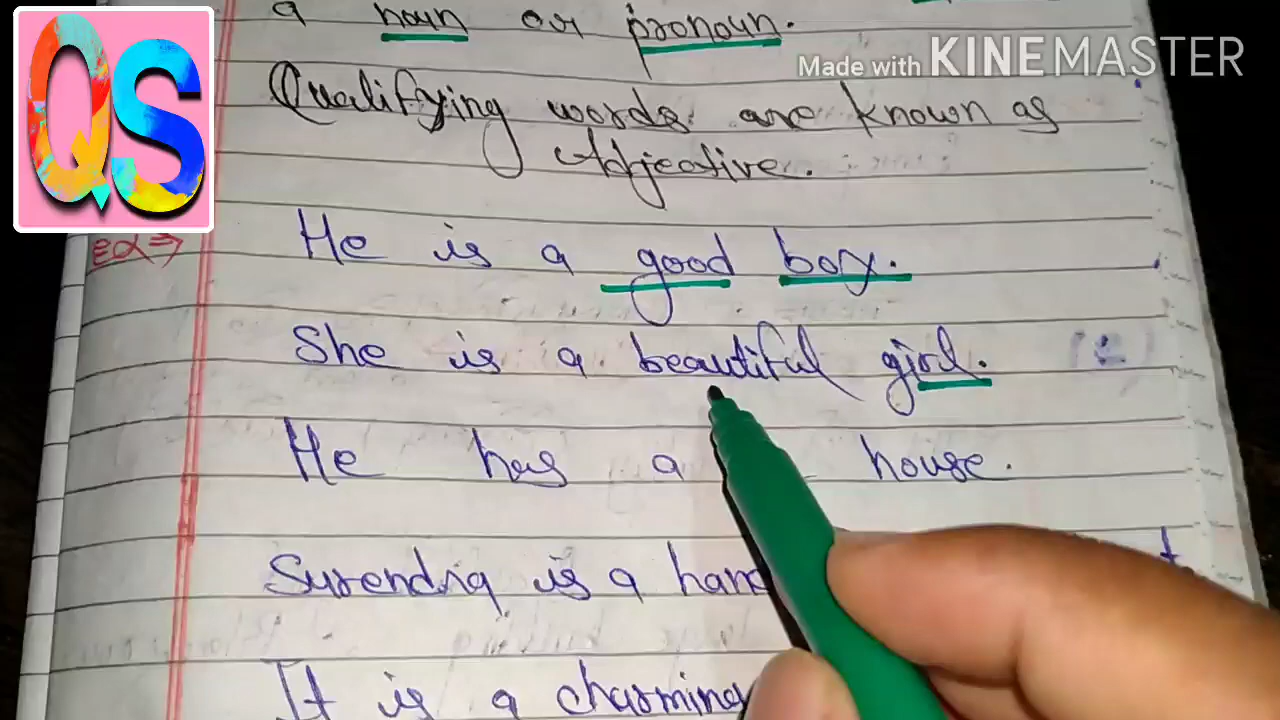 a noun or pronoun.
Made with KINEMASTER
QS
Qualifying words are known as
Adjective.
Ex⇒
He is a good boy.
She is a beautiful girl.
He has a house.
Surendra is a
It is a charming